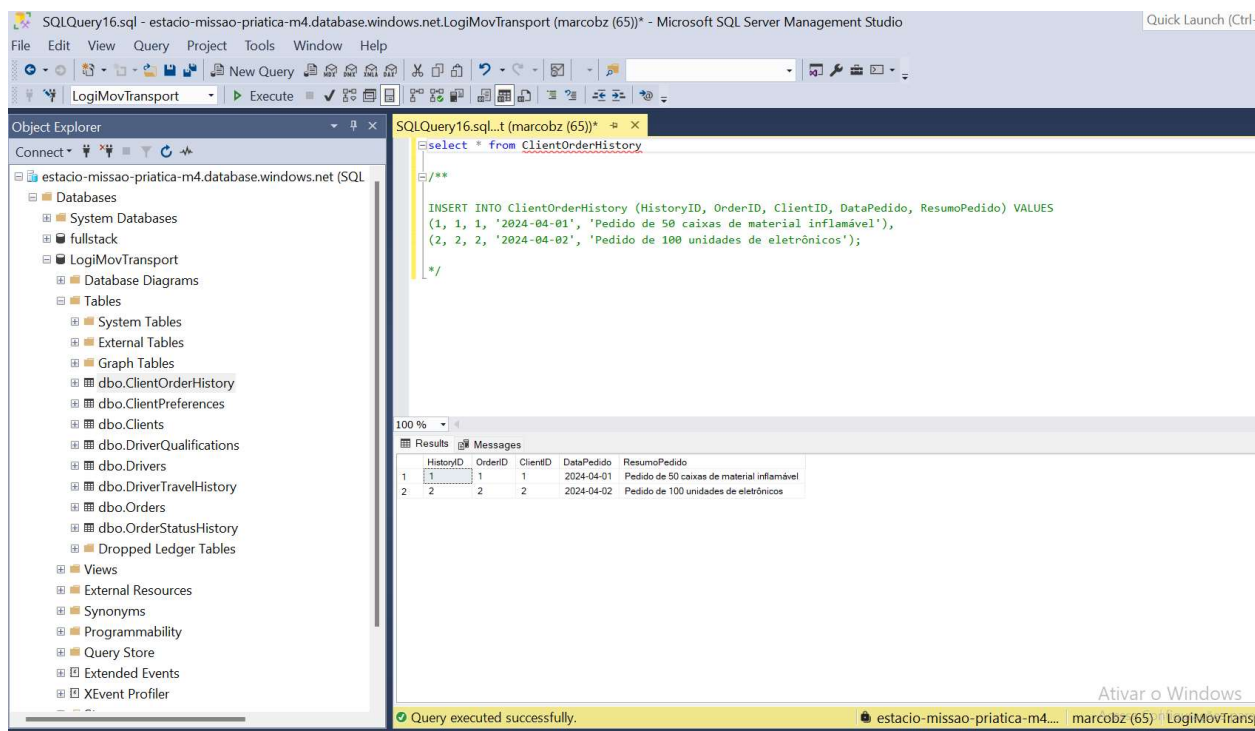 SQLQuery16.sql - estacio-missao-priatica-m4.database.windows.net.LogiMovTransport (marcobz (65))* - Microsoft SQL Server Management Studio
Quick Launch (Ctrl-
File Edit View Query Project Tools Window Help
New Query
LogiMovTransport Execute
Object Explorer
Connect
estacio-missao-priatica-m4.database.windows.net (SQL
Databases
System Databases
fullstack
LogiMovTransport
Database Diagrams
Tables
System Tables
External Tables
Graph Tables
dbo.ClientOrderHistory
dbo.ClientPreferences
dbo.Clients
dbo.DriverQualifications
dbo.Drivers
dbo.DriverTravelHistory
dbo.Orders
dbo.OrderStatusHistory
Dropped Ledger Tables
Views
External Resources
Synonyms
Programmability
Query Store
Extended Events
XEvent Profiler
SQLQuery16.sql...t (marcobz (65))*
select * from ClientOrderHistory
/**
INSERT INTO ClientOrderHistory (HistoryID, OrderID, ClientID, DataPedido, ResumoPedido) VALUES
(1, 1, 1, '2024-04-01', 'Pedido de 50 caixas de material inflamável'),
(2, 2, 2, '2024-04-02', 'Pedido de 100 unidades de eletrônicos');
*/
100 %
Results Messages
HistoryID OrderID ClientID DataPedido ResumoPedido
1 1 1 1 2024-04-01 Pedido de 50 caixas de material inflamável
2 2 2 2 2024-04-02 Pedido de 100 unidades de eletrônicos
Ativar o Windows
Query executed successfully.
estacio-missao-priatica-m4.... marcobz (65) LogiMovTransp